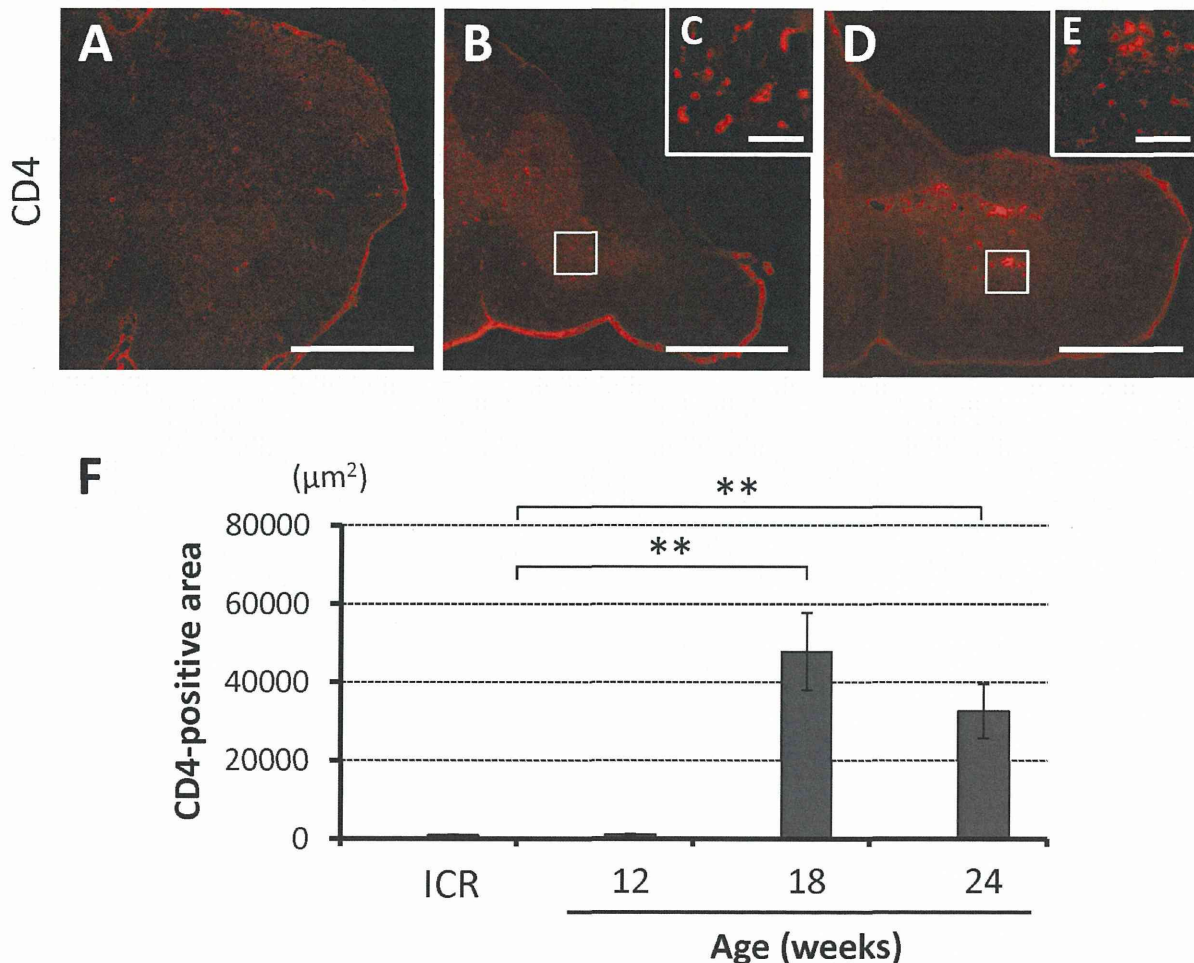 A
B
C
D
E
CD4
F
(μm²)
**
**
80000
60000
40000
20000
0
CD4-positive area
ICR
12
18
24
Age (weeks)